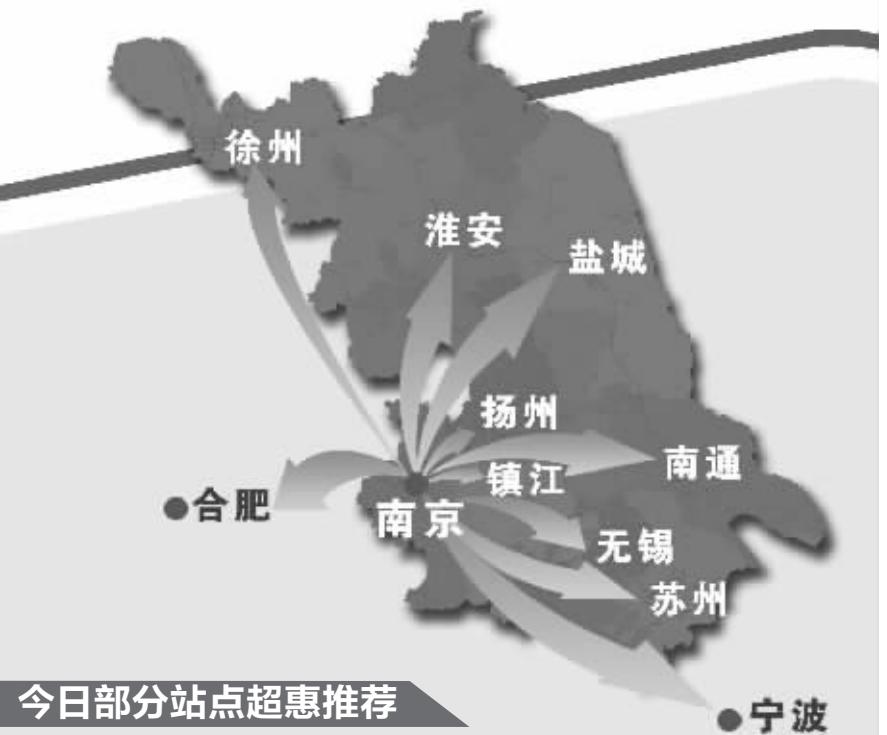 徐州
淮安
盐城
扬州
南通
镇江
合肥
南京
无锡
苏州
今日部分站点超惠推荐
宁波